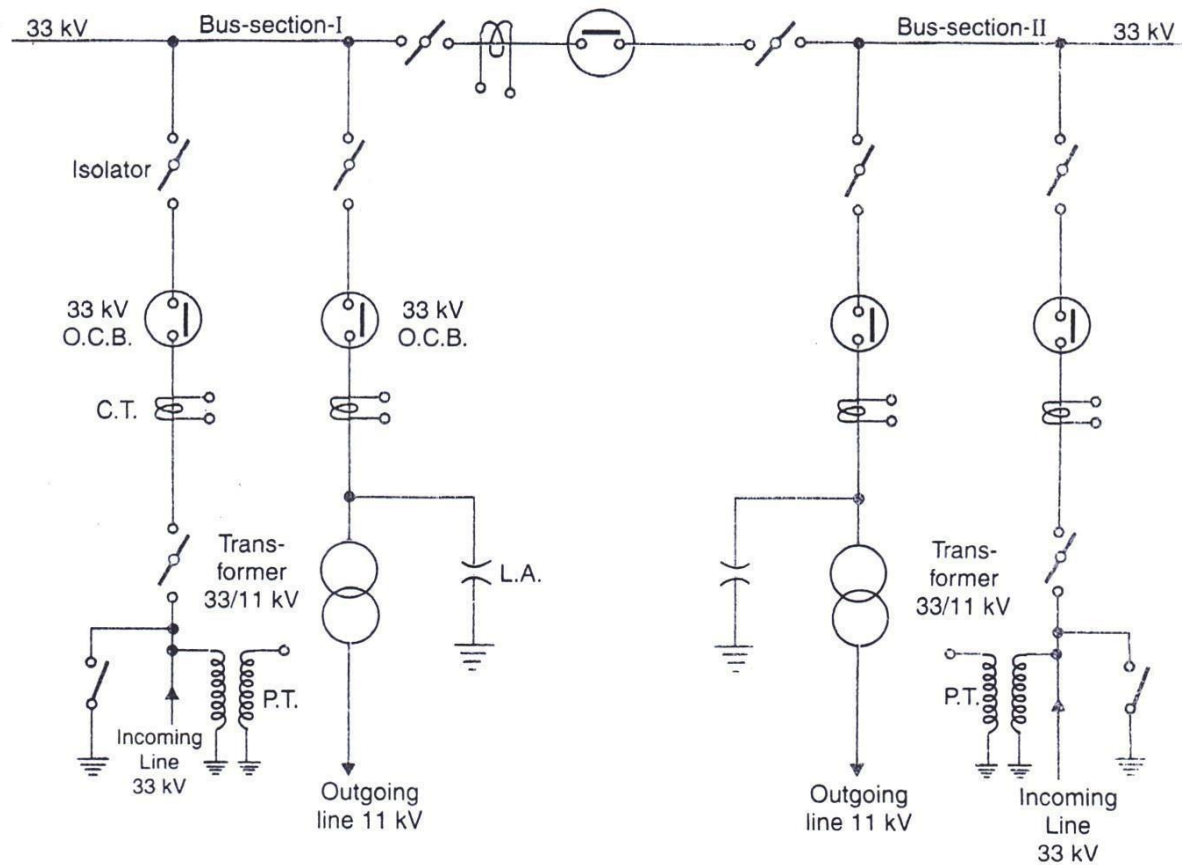 33 kV
Bus-section-I
Bus-section-II
33 kV
Isolator
33 kV
O.C.B.
33 kV
O.C.B.
C.T.
Trans-
former
33/11 kV
L.A.
Trans-
former
33/11 kV
P.T.
P.T.
Incoming
Line
33 kV
Outgoing
line 11 kV
Outgoing
line 11 kV
Incoming
Line
33 kV